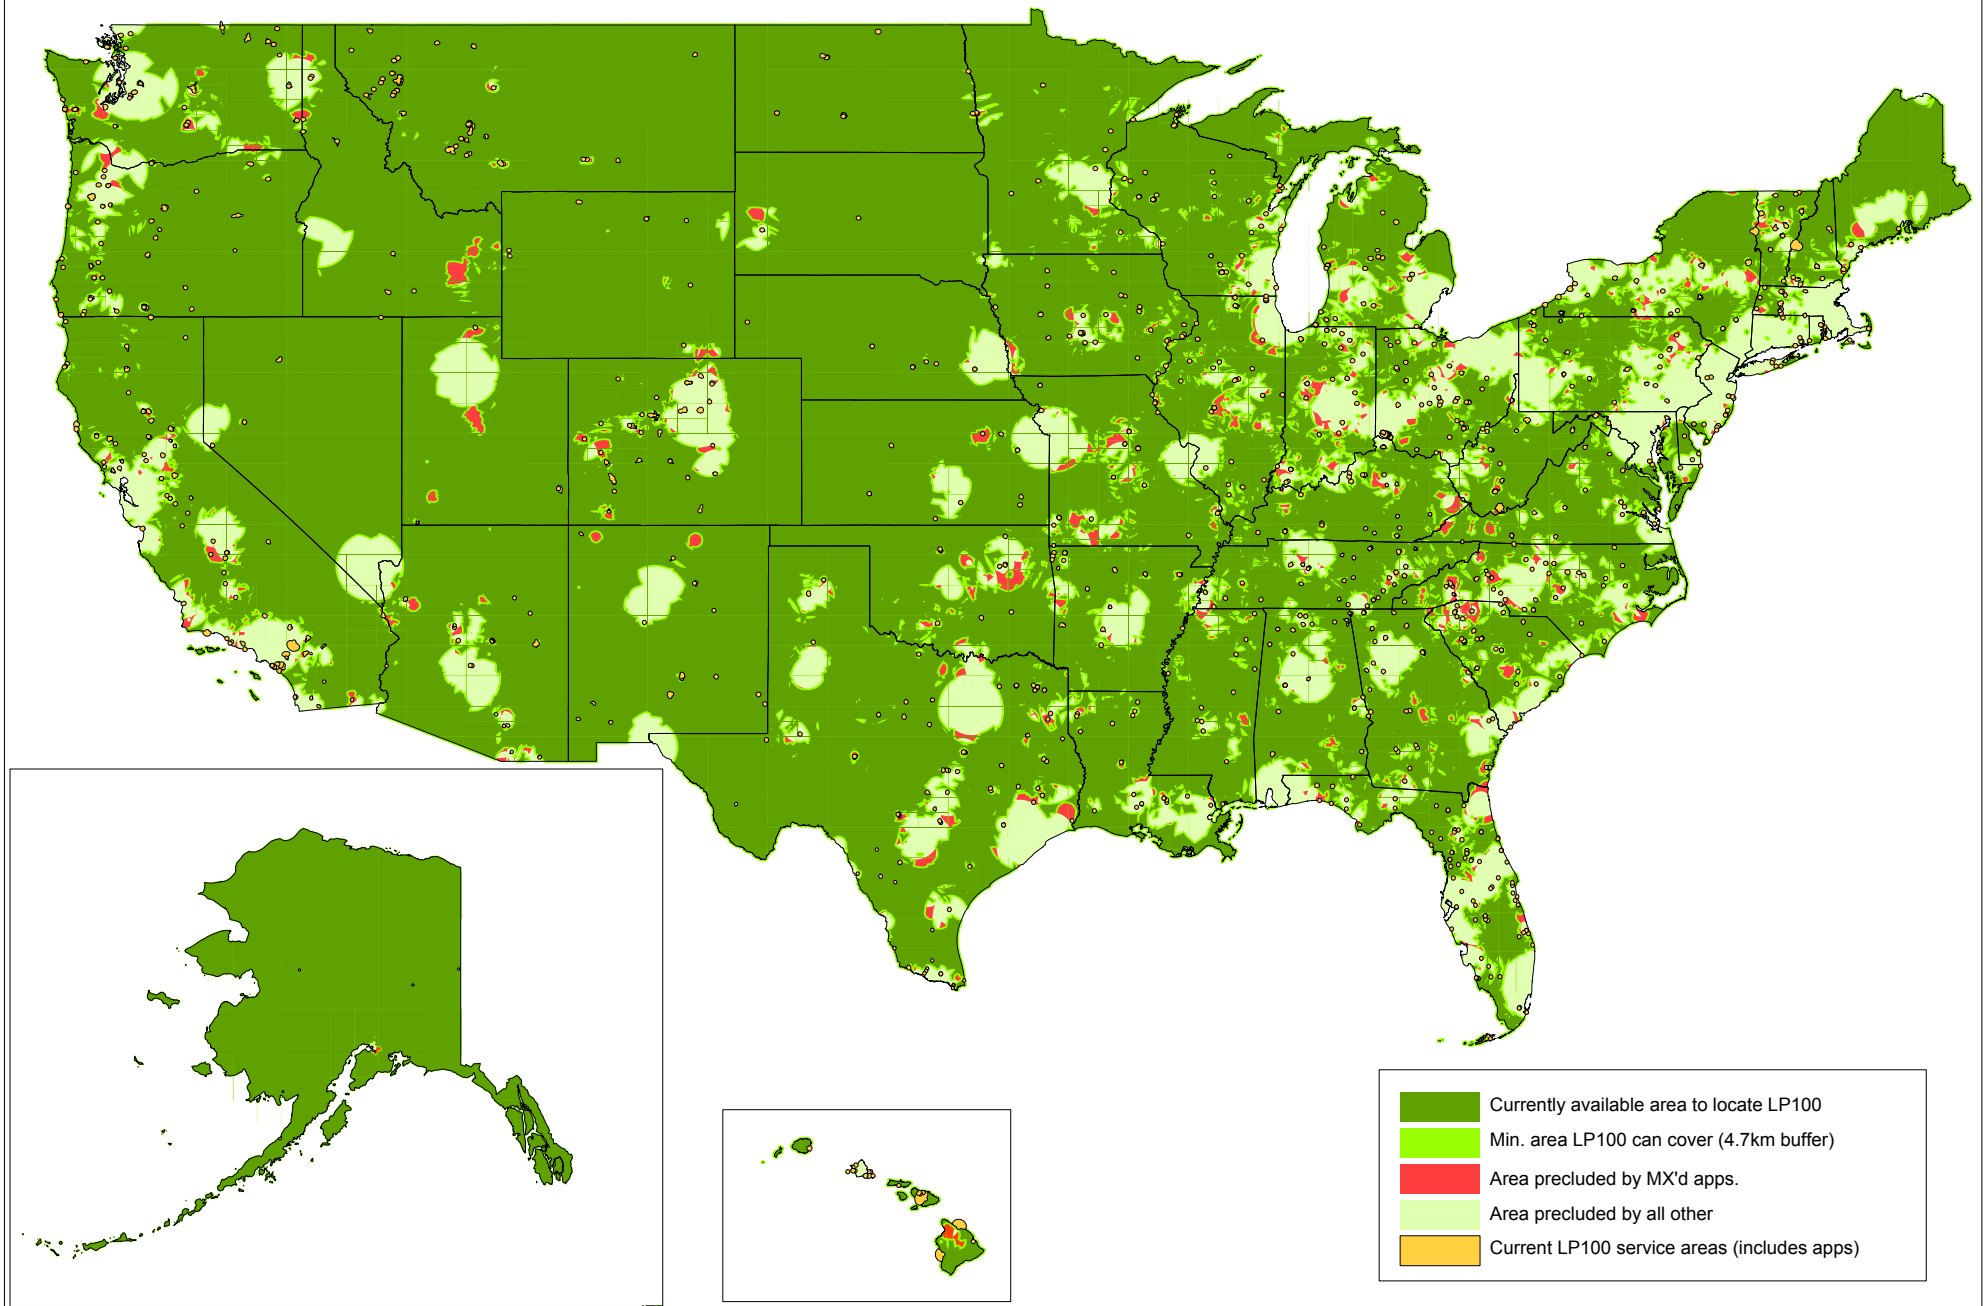 Currently available area to locate LP100
Min. area LP100 can cover (4.7km buffer)
Area precluded by MX'd apps.
Area precluded by all other
Current LP100 service areas (includes apps)